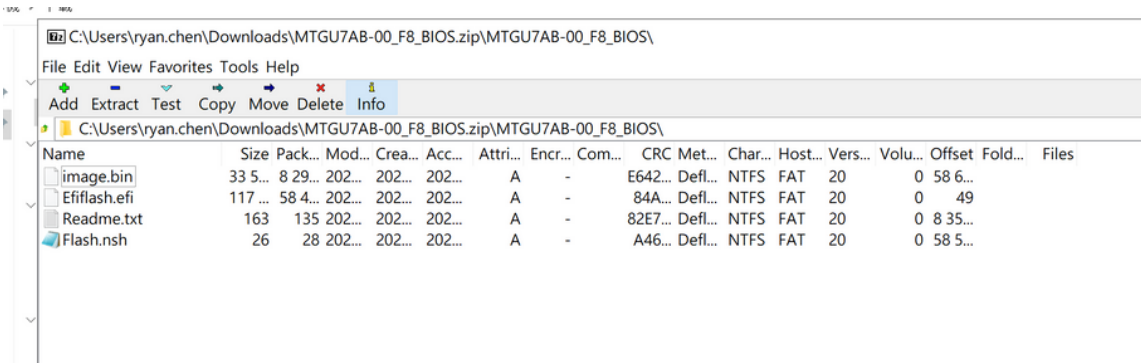 C:\Users\ryan.chen\Downloads\MTGU7AB-00_F8_BIOS.zip\MTGU7AB-00_F8_BIOS\
File Edit View Favorites Tools Help
Add Extract Test Copy Move Delete Info
C:\Users\ryan.chen\Downloads\MTGU7AB-00_F8_BIOS.zip\MTGU7AB-00_F8_BIOS\
Name Size Pack... Mod... Crea... Acc... Attri... Encr... Com... CRC Met... Char... Host... Vers... Volu... Offset Fold... Files
image.bin 33 5... 8 29... 202... 202... 202... A - E642... Defl... NTFS FAT 20 0 58 6...
Efiflash.efi 117 ... 58 4... 202... 202... 202... A - 84A... Defl... NTFS FAT 20 0 49
Readme.txt 163 135 202... 202... 202... A - 82E7... Defl... NTFS FAT 20 0 8 35...
Flash.nsh 26 28 202... 202... 202... A - A46... Defl... NTFS FAT 20 0 58 5...